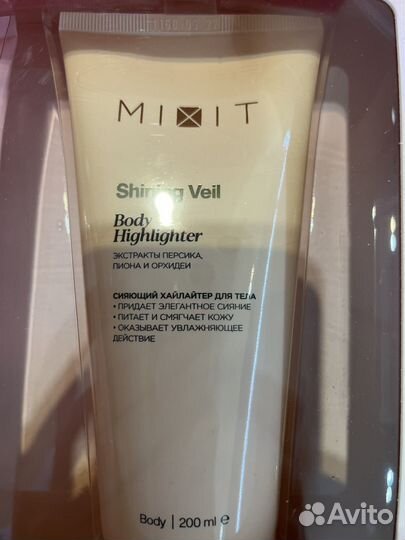 MIXIT
Shining Veil
Body
Highlighter
ЭКСТРАКТЫ ПЕРСИКА,
ПИОНА И ОРХИДЕИ
СИЯЮЩИЙ ХАЙЛАЙТЕР ДЛЯ ТЕЛА
• ПРИДАЕТ ЭЛЕГАНТНОЕ СИЯНИЕ
• ПИТАЕТ И СМЯГЧАЕТ КОЖУ
• ОКАЗЫВАЕТ УВЛАЖНЯЮЩЕЕ
ДЕЙСТВИЕ
Body | 200 ml ℮
Avito